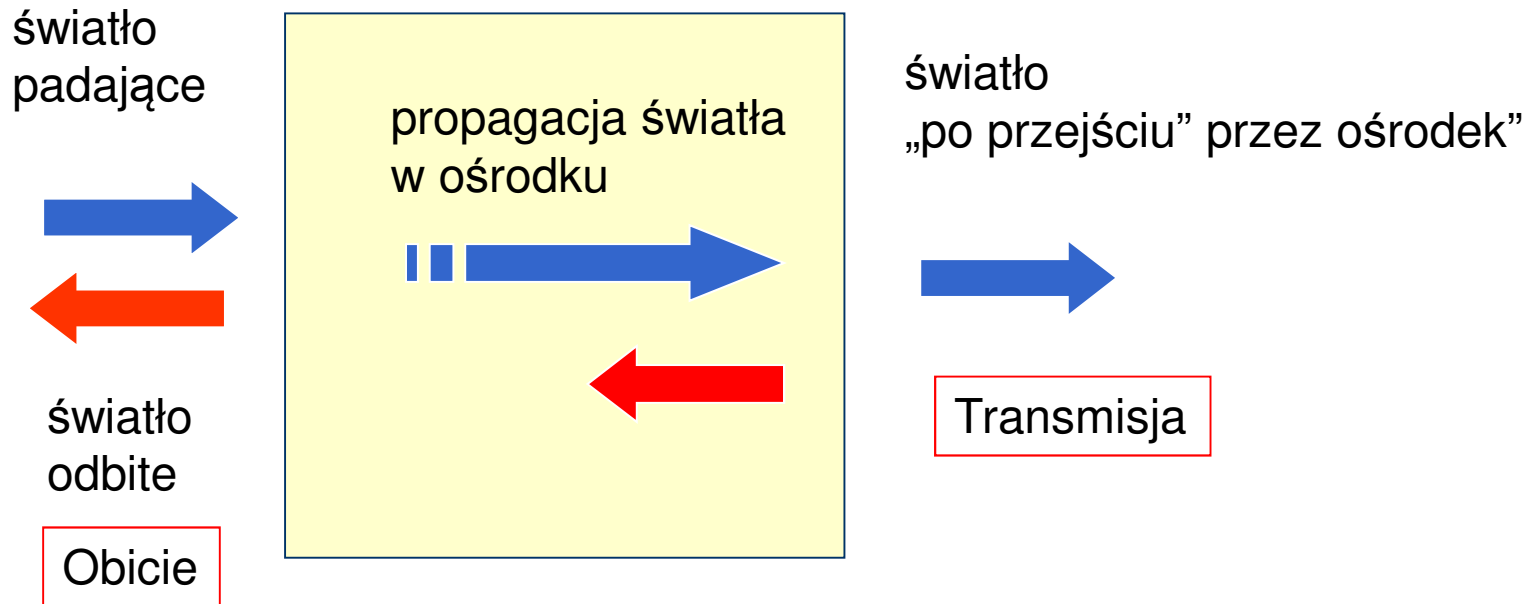 światło
padające
propagacja światła
w ośrodku
światło
„po przejściu” przez ośrodek”
światło
odbite
Obicie
Transmisja